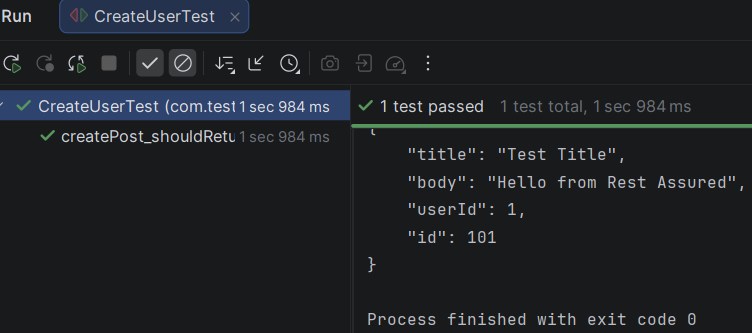 Run
CreateUserTest
CreateUserTest (com.test 1 sec 984 ms
createPost_shouldRetu 1 sec 984 ms
1 test passed 1 test total, 1 sec 984 ms
{
"title": "Test Title",
"body": "Hello from Rest Assured",
"userId": 1,
"id": 101
}
Process finished with exit code 0